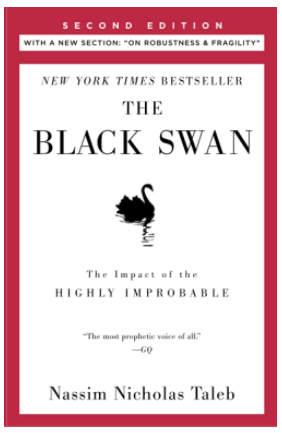 SECOND EDITION
WITH A NEW SECTION: "ON ROBUSTNESS & FRAGILITY"
NEW YORK TIMES BESTSELLER
THE
BLACK SWAN
The Impact of the
HIGHLY IMPROBABLE
"The most prophetic voice of all."
—GQ
Nassim Nicholas Taleb